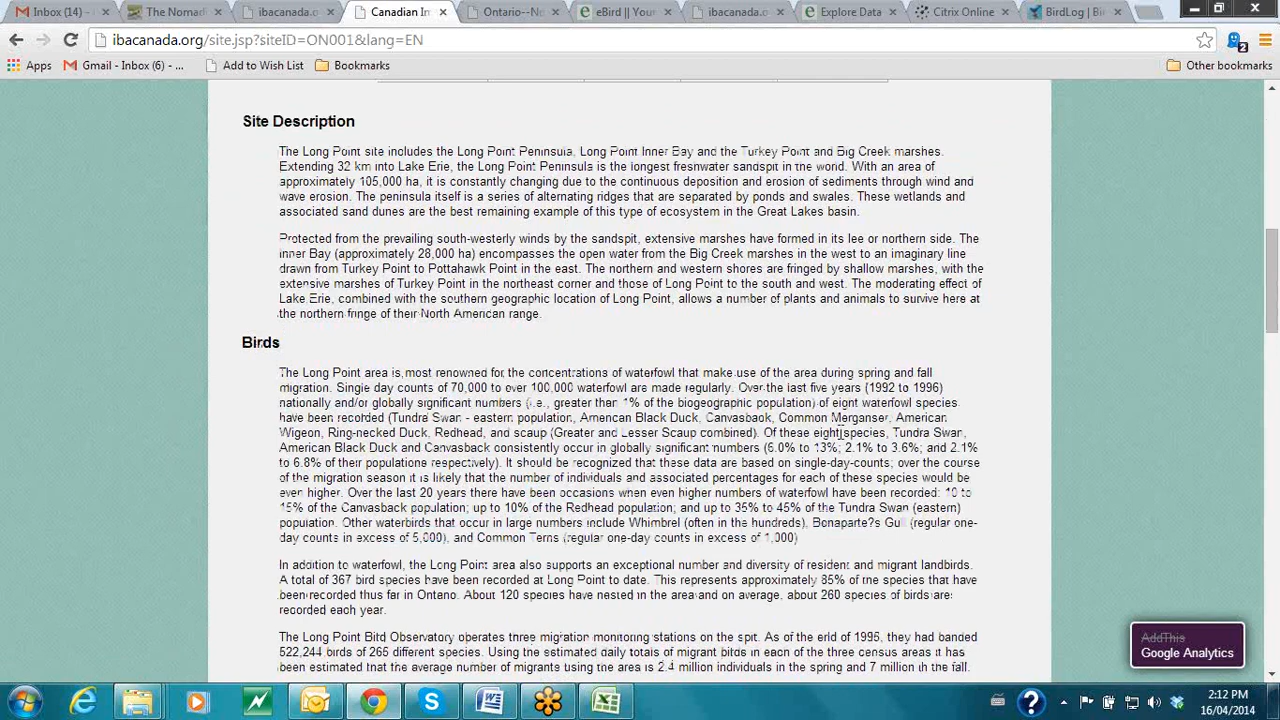 Inbox (14) -
The Nomadi
ibacanada.o
Canadian In
Ontario--No
eBird || You
ibacanada.o
Explore Data
Citrix Online
BirdLog | Bi
ibacanada.org/site.jsp?siteID=ON001&lang=EN
2
Apps Gmail - Inbox (6) - ... Add to Wish List Bookmarks Other bookmarks
Site Description
The Long Point site includes the Long Point Peninsula, Long Point Inner Bay and the Turkey Point and Big Creek marshes.
Extending 32 km into Lake Erie, the Long Point Peninsula is the longest freshwater sandspit in the world. With an area of
approximately 105,000 ha, it is constantly changing due to the continuous deposition and erosion of sediments through wind and
wave erosion. The peninsula itself is a series of alternating ridges that are separated by ponds and swales. These wetlands and
associated sand dunes are the best remaining example of this type of ecosystem in the Great Lakes basin.
Protected from the prevailing south-westerly winds by the sandspit, extensive marshes have formed in its lee or northern side. The
inner Bay (approximately 28,000 ha) encompasses the open water from the Big Creek marshes in the west to an imaginary line
drawn from Turkey Point to Pottahawk Point in the east. The northern and western shores are fringed by shallow marshes, with the
extensive marshes of Turkey Point in the northeast corner and those of Long Point to the south and west. The moderating effect of
Lake Erie, combined with the southern geographic location of Long Point, allows a number of plants and animals to survive here at
the northern fringe of their North American range.
Birds
The Long Point area is most renowned for the concentrations of waterfowl that make use of the area during spring and fall
migration. Single day counts of 70,000 to over 100,000 waterfowl are made regularly. Over the last five years (1992 to 1996)
nationally and/or globally significant numbers (i.e., greater than 1% of the biogeographic population) of eight waterfowl species
have been recorded (Tundra Swan - eastern population, American Black Duck, Canvasback, Common Merganser, American
Wigeon, Ring-necked Duck, Redhead, and scaup (Greater and Lesser Scaup combined). Of these eight species, Tundra Swan,
American Black Duck and Canvasback consistently occur in globally significant numbers (6.0% to 13%; 2.1% to 3.6%; and 2.1%
to 6.8% of their populations respectively). It should be recognized that these data are based on single-day-counts; over the course
of the migration season it is likely that the number of individuals and associated percentages for each of these species would be
even higher. Over the last 20 years there have been occasions when even higher numbers of waterfowl have been recorded: 10 to
15% of the Canvasback population; up to 10% of the Redhead population; and up to 35% to 45% of the Tundra Swan (eastern)
population. Other waterbirds that occur in large numbers include Whimbrel (often in the hundreds), Bonaparte?s Gull (regular one-
day counts in excess of 5,000), and Common Terns (regular one-day counts in excess of 1,000)
In addition to waterfowl, the Long Point area also supports an exceptional number and diversity of resident and migrant landbirds.
A total of 367 bird species have been recorded at Long Point to date. This represents approximately 85% of the species that have
been recorded thus far in Ontario. About 120 species have nested in the area and on average, about 260 species of birds are
recorded each year.
The Long Point Bird Observatory operates three migration monitoring stations on the spit. As of the end of 1995, they had banded
522,244 birds of 265 different species. Using the estimated daily totals of migrant birds in each of the three census areas it has
been estimated that the average number of migrants using the area is 2.4 million individuals in the spring and 7 million in the fall.
AddThis
Google Analytics
2:12 PM
16/04/2014